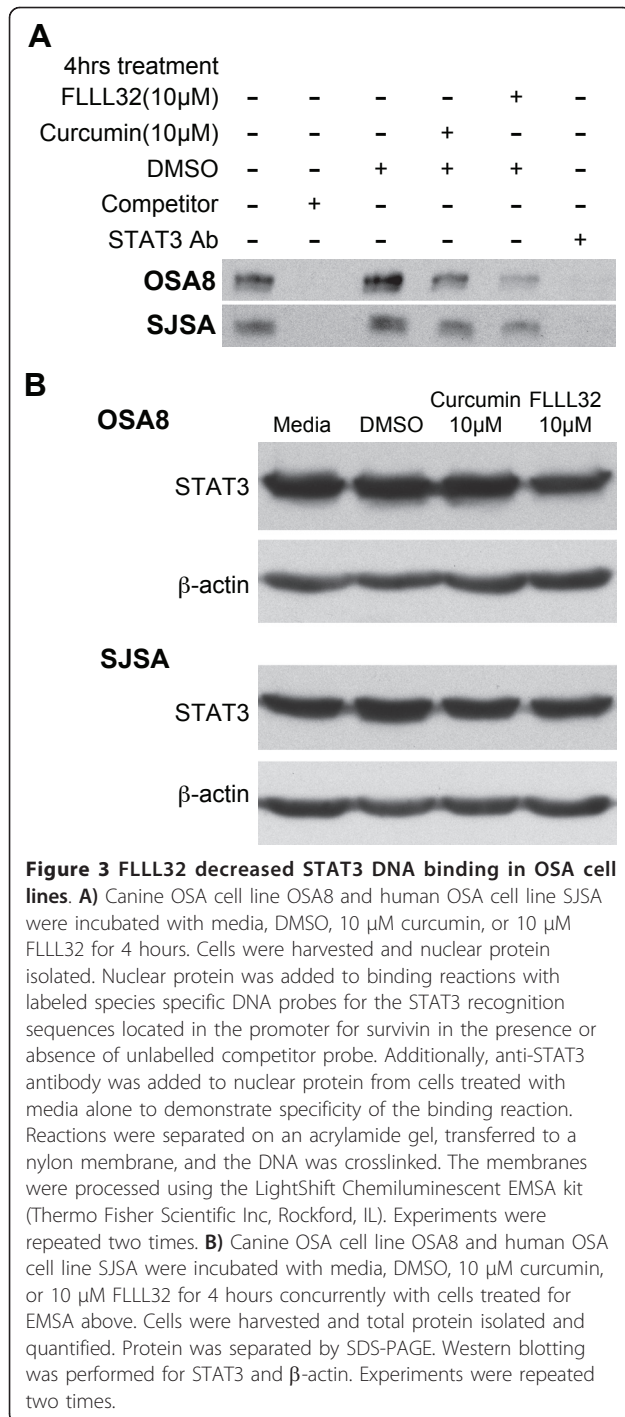 A
4hrs treatment
FLLL32(10µM) – – – – + –
Curcumin(10µM) – – – + – –
DMSO – – + + + –
Competitor – + – – – –
STAT3 Ab – – – – – +
OSA8
SJSA
B
OSA8
Curcumin FLLL32
Media DMSO 10µM 10µM
STAT3
β-actin
SJSA
STAT3
β-actin
Figure 3 FLLL32 decreased STAT3 DNA binding in OSA cell
lines. A) Canine OSA cell line OSA8 and human OSA cell line SJSA
were incubated with media, DMSO, 10 µM curcumin, or 10 µM
FLLL32 for 4 hours. Cells were harvested and nuclear protein
isolated. Nuclear protein was added to binding reactions with
labeled species specific DNA probes for the STAT3 recognition
sequences located in the promoter for survivin in the presence or
absence of unlabelled competitor probe. Additionally, anti-STAT3
antibody was added to nuclear protein from cells treated with
media alone to demonstrate specificity of the binding reaction.
Reactions were separated on an acrylamide gel, transferred to a
nylon membrane, and the DNA was crosslinked. The membranes
were processed using the LightShift Chemiluminescent EMSA kit
(Thermo Fisher Scientific Inc, Rockford, IL). Experiments were
repeated two times. B) Canine OSA cell line OSA8 and human OSA
cell line SJSA were incubated with media, DMSO, 10 µM curcumin,
or 10 µM FLLL32 for 4 hours concurrently with cells treated for
EMSA above. Cells were harvested and total protein isolated and
quantified. Protein was separated by SDS-PAGE. Western blotting
was performed for STAT3 and β-actin. Experiments were repeated
two times.